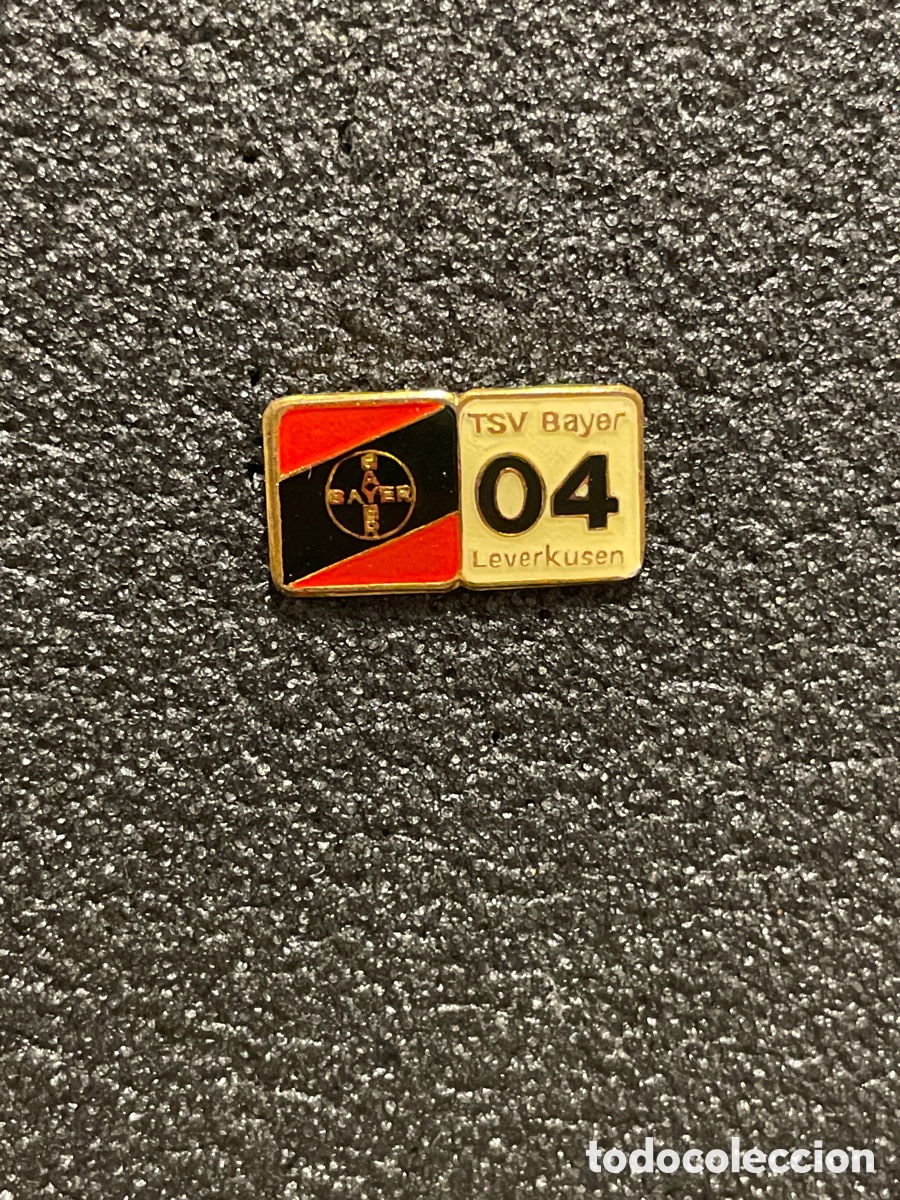 BAYER
BAYER
TSV Bayer
04
Leverkusen
todocoleccion